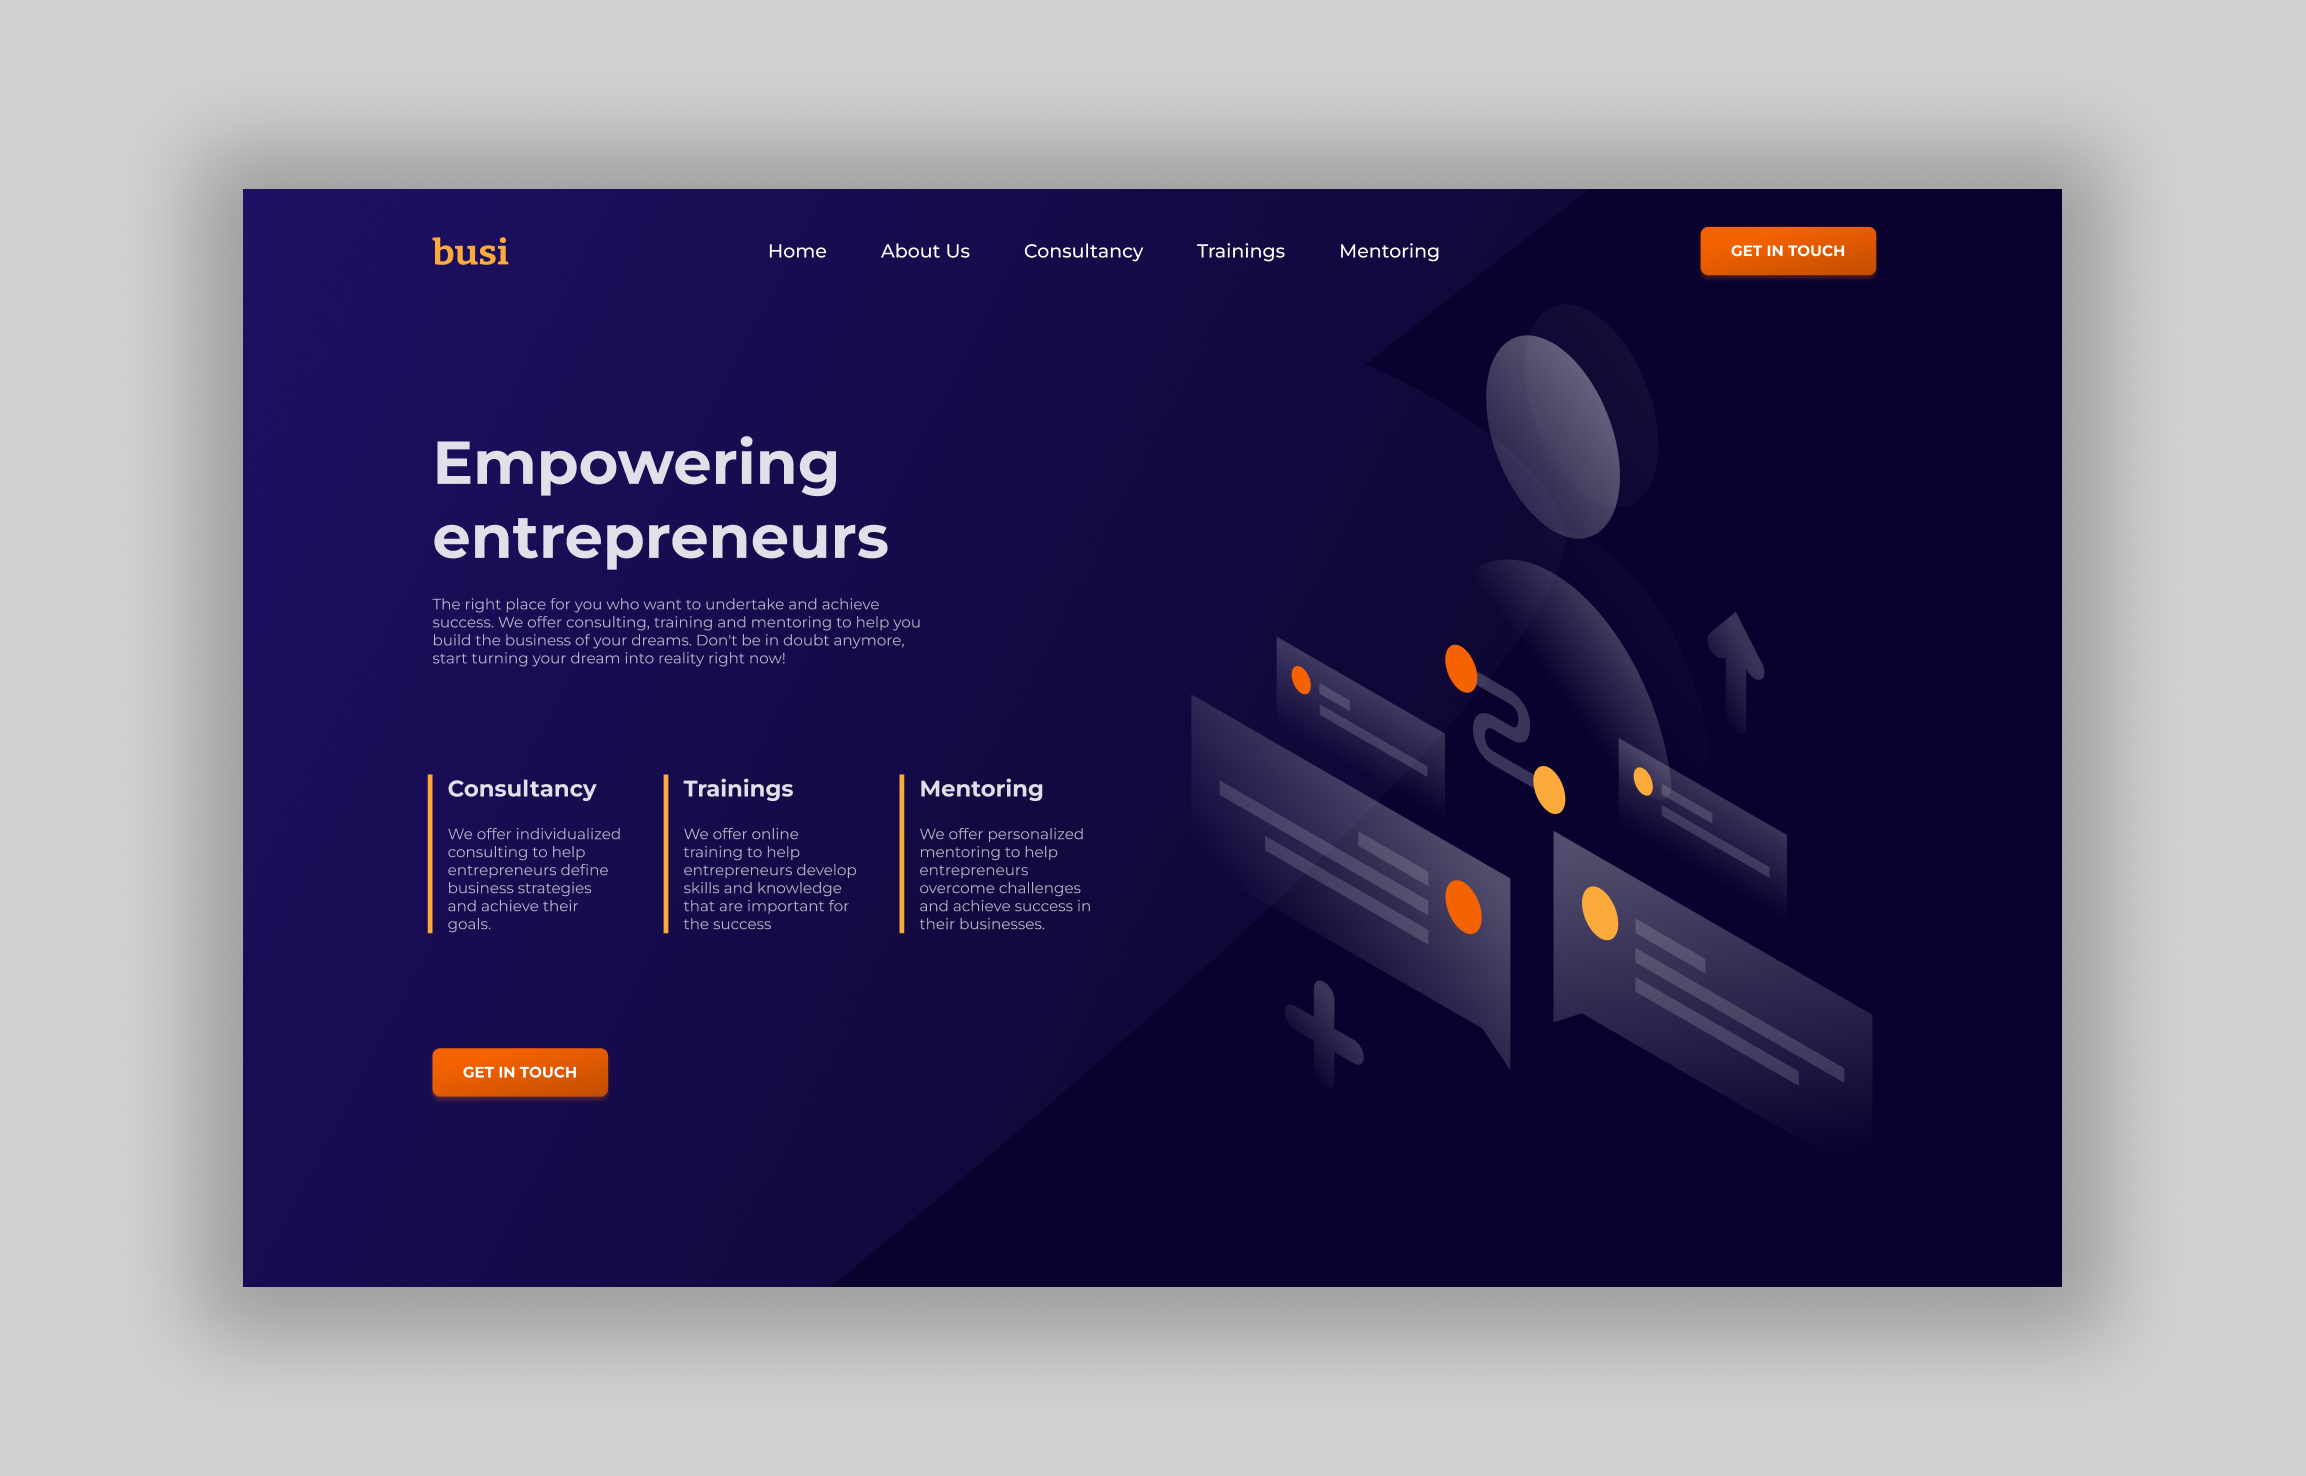 busi
Home About Us Consultancy Trainings Mentoring
GET IN TOUCH
Empowering
entrepreneurs
The right place for you who want to undertake and achieve
success. We offer consulting, training and mentoring to help you
build the business of your dreams. Don't be in doubt anymore,
start turning your dream into reality right now!
Consultancy
We offer individualized
consulting to help
entrepreneurs define
business strategies
and achieve their
goals.
Trainings
We offer online
training to help
entrepreneurs develop
skills and knowledge
that are important for
the success
Mentoring
We offer personalized
mentoring to help
entrepreneurs
overcome challenges
and achieve success in
their businesses.
GET IN TOUCH